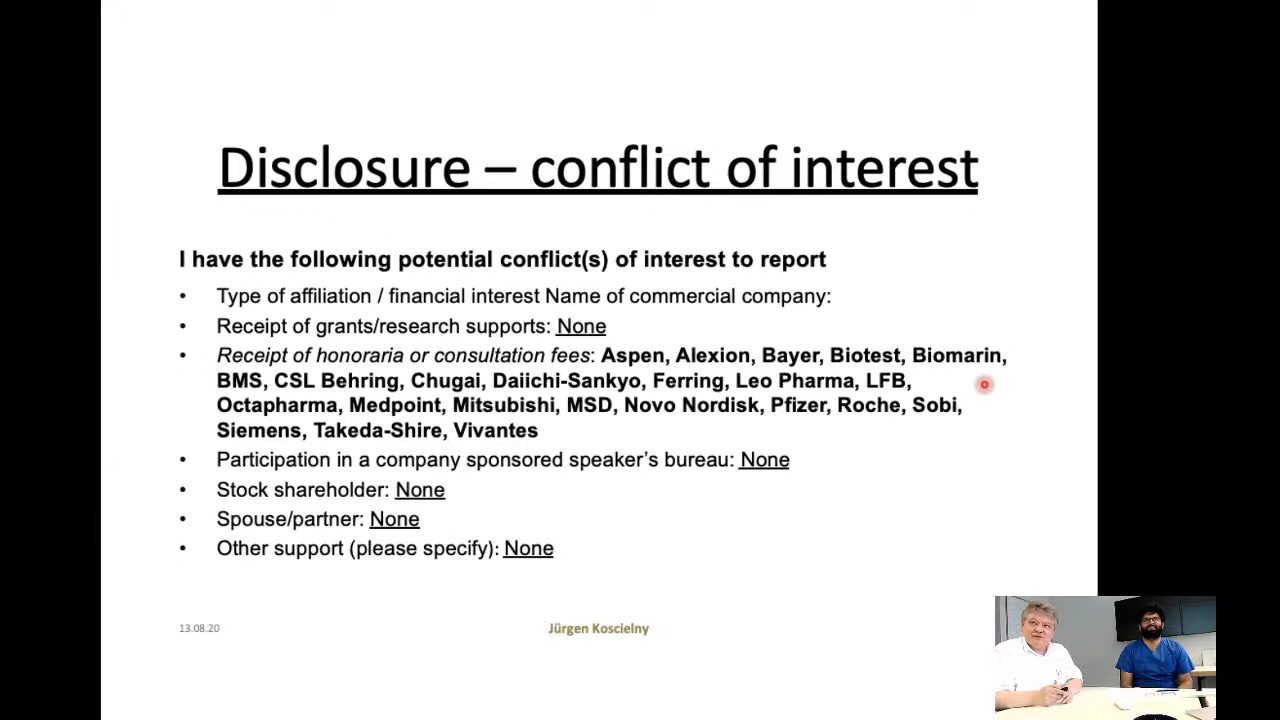 Disclosure – conflict of interest
I have the following potential conflict(s) of interest to report
• Type of affiliation / financial interest Name of commercial company:
• Receipt of grants/research supports: None
• Receipt of honoraria or consultation fees: Aspen, Alexion, Bayer, Biotest, Biomarin,
BMS, CSL Behring, Chugai, Daiichi-Sankyo, Ferring, Leo Pharma, LFB,
Octapharma, Medpoint, Mitsubishi, MSD, Novo Nordisk, Pfizer, Roche, Sobi,
Siemens, Takeda-Shire, Vivantes
• Participation in a company sponsored speaker’s bureau: None
• Stock shareholder: None
• Spouse/partner: None
• Other support (please specify): None
13.08.20
Jürgen Koscielny